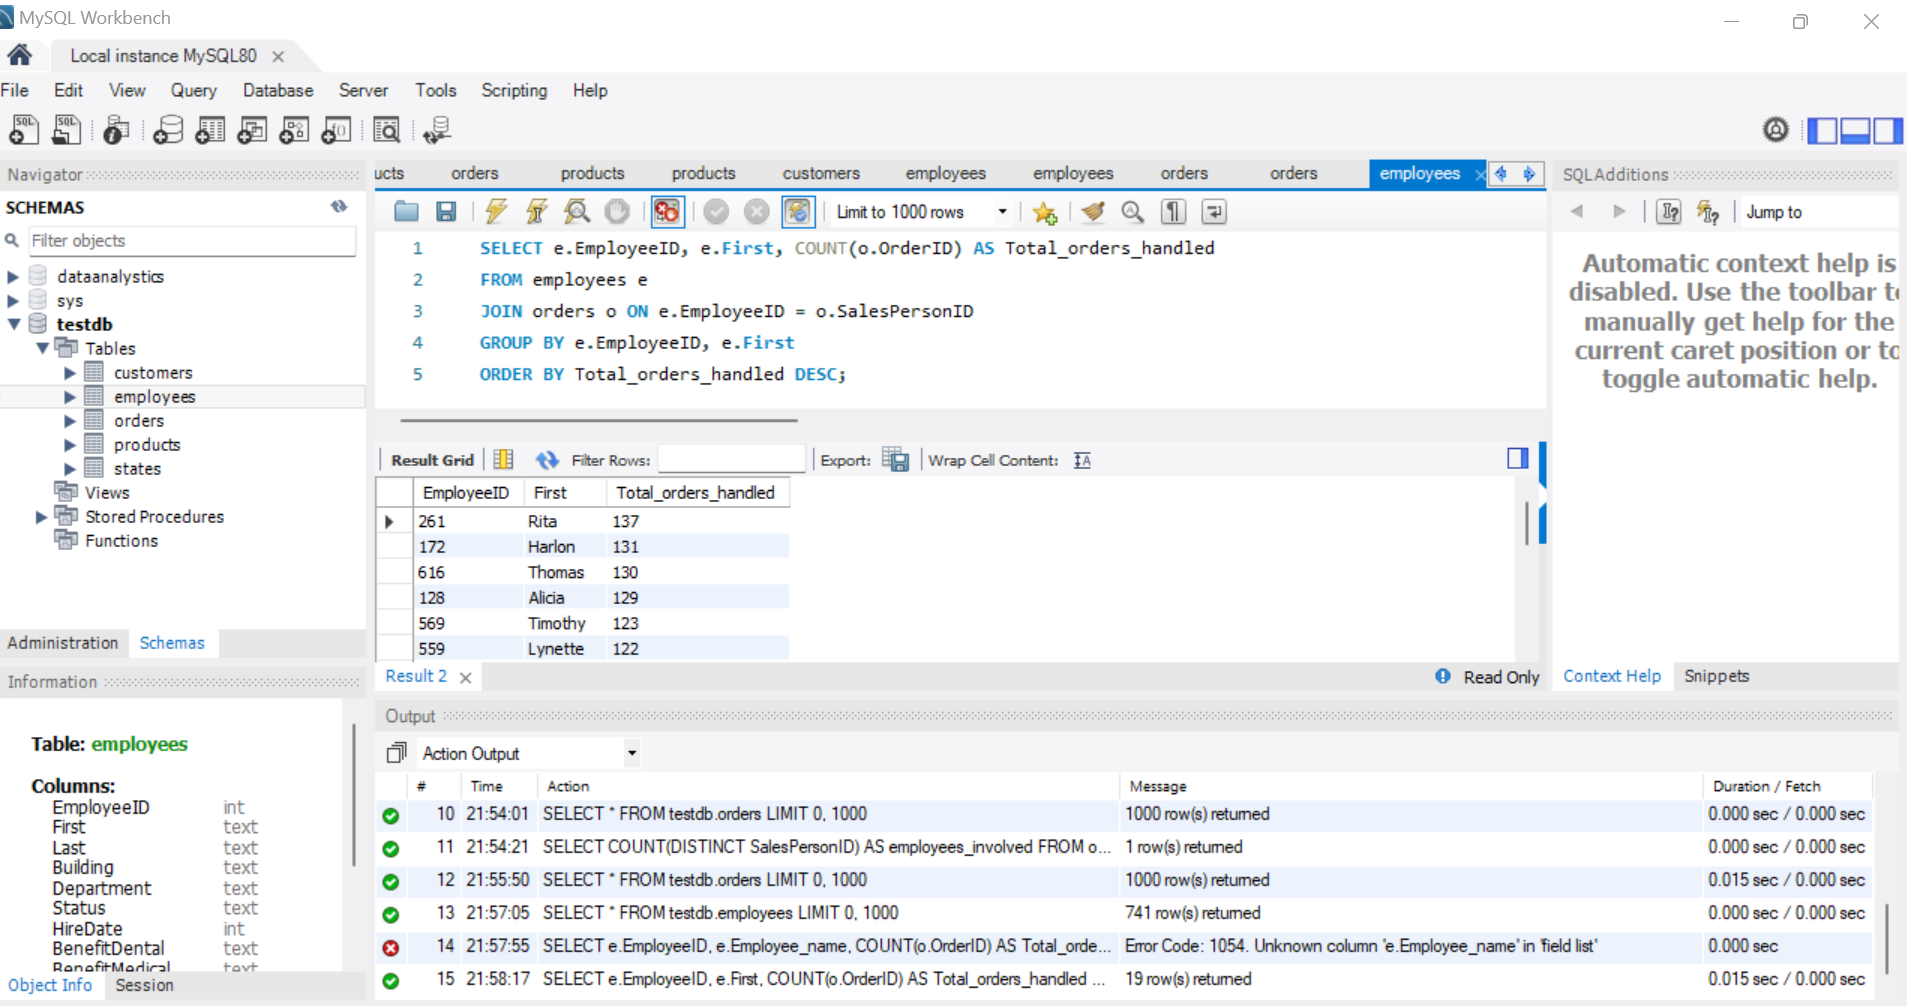 MySQL Workbench
Local instance MySQL80
File Edit View Query Database Server Tools Scripting Help
Navigator
SCHEMAS
Filter objects
dataanalystics
sys
testdb
Tables
customers
employees
orders
products
states
Views
Stored Procedures
Functions
Administration Schemas
Information
Table: employees
Columns:
EmployeeID int
First text
Last text
Building text
Department text
Status text
HireDate int
BenefitDental text
BenefitMedical text
Object Info Session
ucts orders products products customers employees employees orders orders employees
Limit to 1000 rows
1 SELECT e.EmployeeID, e.First, COUNT(o.OrderID) AS Total_orders_handled
2 FROM employees e
3 JOIN orders o ON e.EmployeeID = o.SalesPersonID
4 GROUP BY e.EmployeeID, e.First
5 ORDER BY Total_orders_handled DESC;
Result Grid Filter Rows: Export: Wrap Cell Content:
EmployeeID First Total_orders_handled
261 Rita 137
172 Harlon 131
616 Thomas 130
128 Alicia 129
569 Timothy 123
559 Lynette 122
Result 2 Read Only
SQLAdditions
Jump to
Automatic context help is
disabled. Use the toolbar to
manually get help for the
current caret position or to
toggle automatic help.
Context Help Snippets
Output
Action Output
# Time Action Message Duration / Fetch
10 21:54:01 SELECT * FROM testdb.orders LIMIT 0, 1000 1000 row(s) returned 0.000 sec / 0.000 sec
11 21:54:21 SELECT COUNT(DISTINCT SalesPersonID) AS employees_involved FROM o... 1 row(s) returned 0.000 sec / 0.000 sec
12 21:55:50 SELECT * FROM testdb.orders LIMIT 0, 1000 1000 row(s) returned 0.015 sec / 0.000 sec
13 21:57:05 SELECT * FROM testdb.employees LIMIT 0, 1000 741 row(s) returned 0.000 sec / 0.000 sec
14 21:57:55 SELECT e.EmployeeID, e.Employee_name, COUNT(o.OrderID) AS Total_orde... Error Code: 1054. Unknown column 'e.Employee_name' in 'field list' 0.000 sec
15 21:58:17 SELECT e.EmployeeID, e.First, COUNT(o.OrderID) AS Total_orders_handled ... 19 row(s) returned 0.015 sec / 0.000 sec